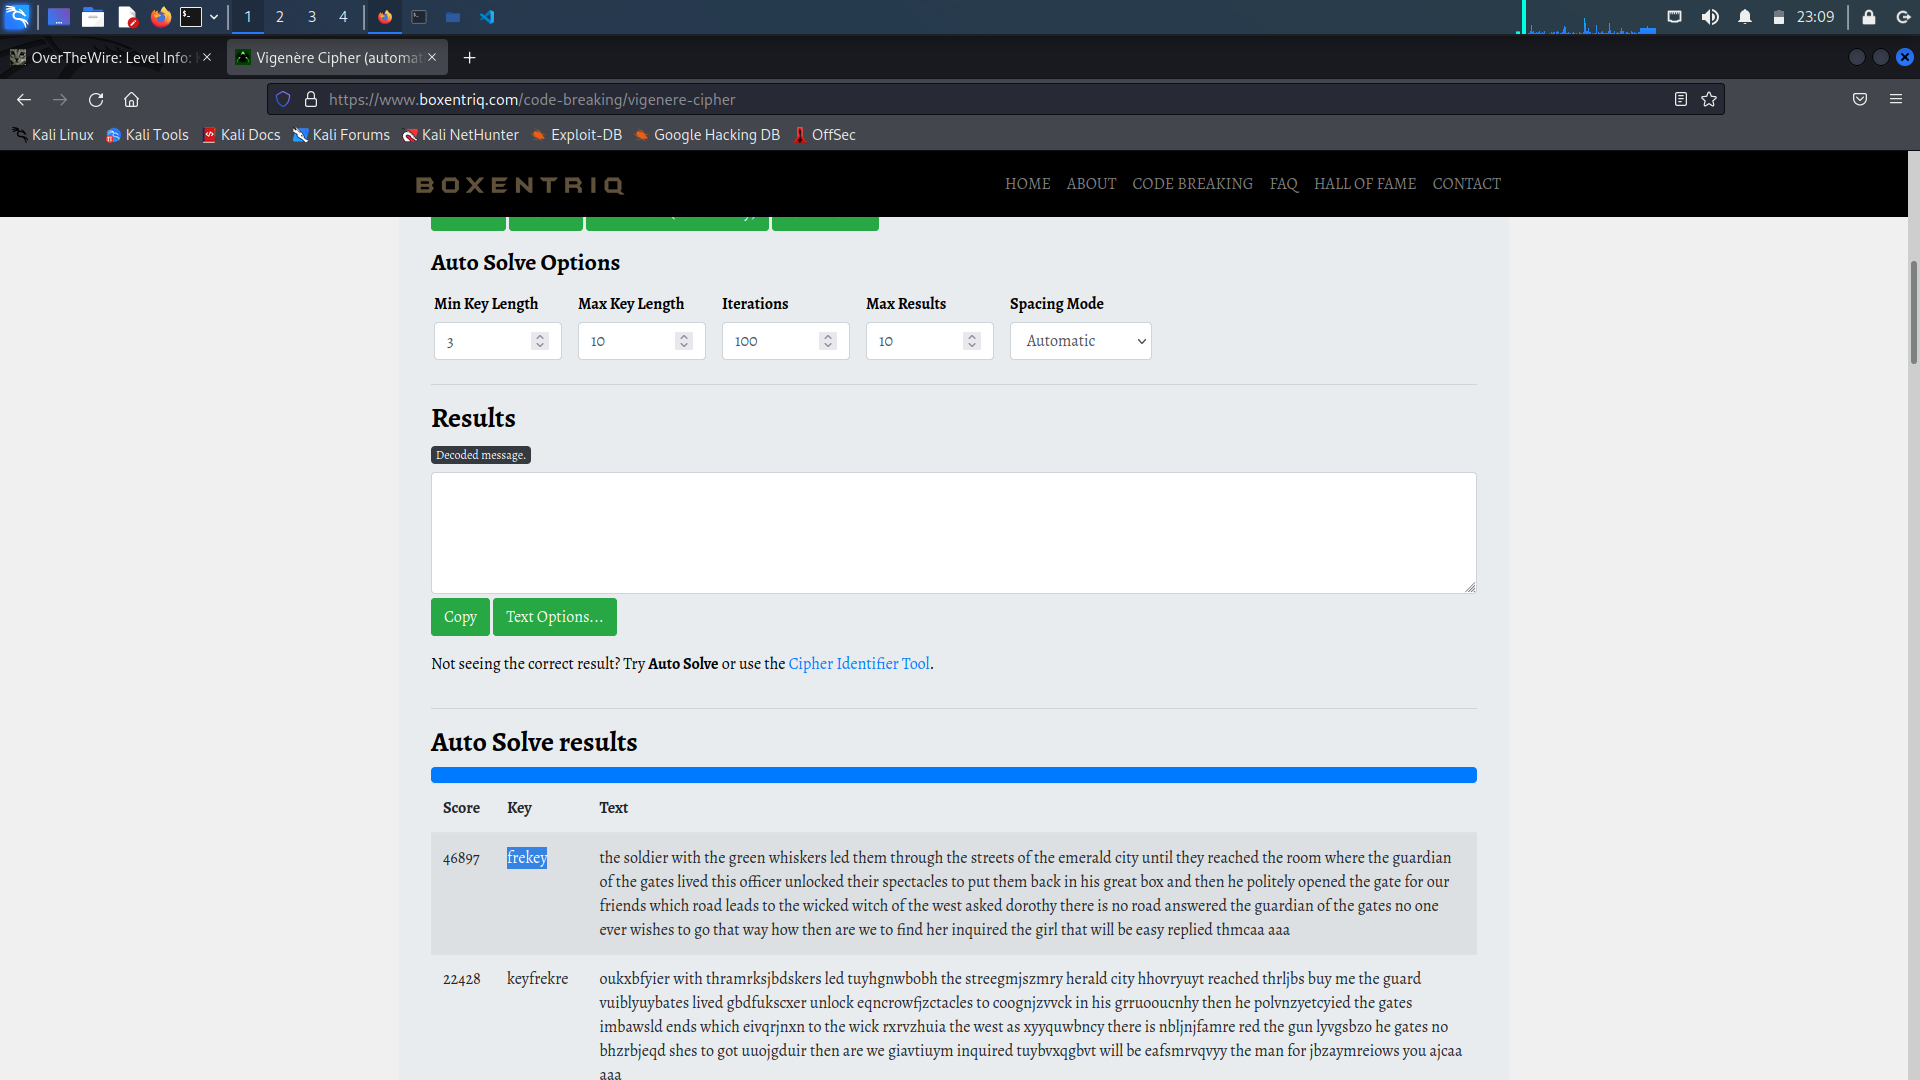 1 2 3 4 23:09
OverTheWire: Level Info: Vigenère Cipher (automat
https://www.boxentriq.com/code-breaking/vigenere-cipher
Kali Linux Kali Tools Kali Docs Kali Forums Kali NetHunter Exploit-DB Google Hacking DB OffSec
BOXENTRIQ HOME ABOUT CODE BREAKING FAQ HALL OF FAME CONTACT
Auto Solve Options
Min Key Length Max Key Length Iterations Max Results Spacing Mode
3 10 100 10 Automatic
Results
Decoded message.
Copy Text Options...
Not seeing the correct result? Try Auto Solve or use the Cipher Identifier Tool.
Auto Solve results
Score Key Text
46897 frekey the soldier with the green whiskers led them through the streets of the emerald city until they reached the room where the guardian
of the gates lived this officer unlocked their spectacles to put them back in his great box and then he politely opened the gate for our
friends which road leads to the wicked witch of the west asked dorothy there is no road answered the guardian of the gates no one
ever wishes to go that way how then are we to find her inquired the girl that will be easy replied thmcaa aaa
22428 keyfrekre oukxbfyier with thramrksjbdskers led tuyhgnwbobh the streegmjszmry herald city hhovryuyt reached thrljbs buy me the guard
vuiblyuybates lived gbdfukscxer unlock eqncrowfjzctacles to coognjzvvck in his grruooucnhy then he polvnzyetcyied the gates
imbawsld ends which eivqrjnxn to the wick rxrvzhuia the west as xyyquwbncy there is nbljnjfamre red the gun lyvgsbzo he gates no
bhzrbjeqd shes to got uuojgduir then are we giavtiuym inquired tuybvxqgbvt will be eafsmrvqvyy the man for jbzaymreiows you ajcaa
aaa